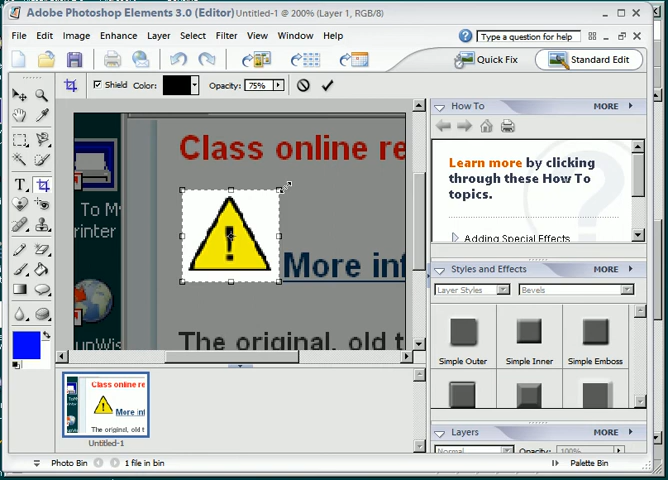 Adobe Photoshop Elements 3.0 (Editor) Untitled-1 @ 200% (Layer 1, RGB/8)
File Edit Image Enhance Layer Select Filter View Window Help Type a question for help
Quick Fix Standard Edit
Shield Color: Opacity: 75%
How To MORE
Learn more by clicking
through these How To
topics.
Adding Special Effects
Class online re
To My
rinter
More inf
unWis
The original, old t
Styles and Effects MORE
Layer Styles Bevels
Simple Outer Simple Inner Simple Emboss
Class online re
More inf
The original, old t
Untitled-1
Layers MORE
Normal Opacity: 100%
Photo Bin 1 file in bin Palette Bin